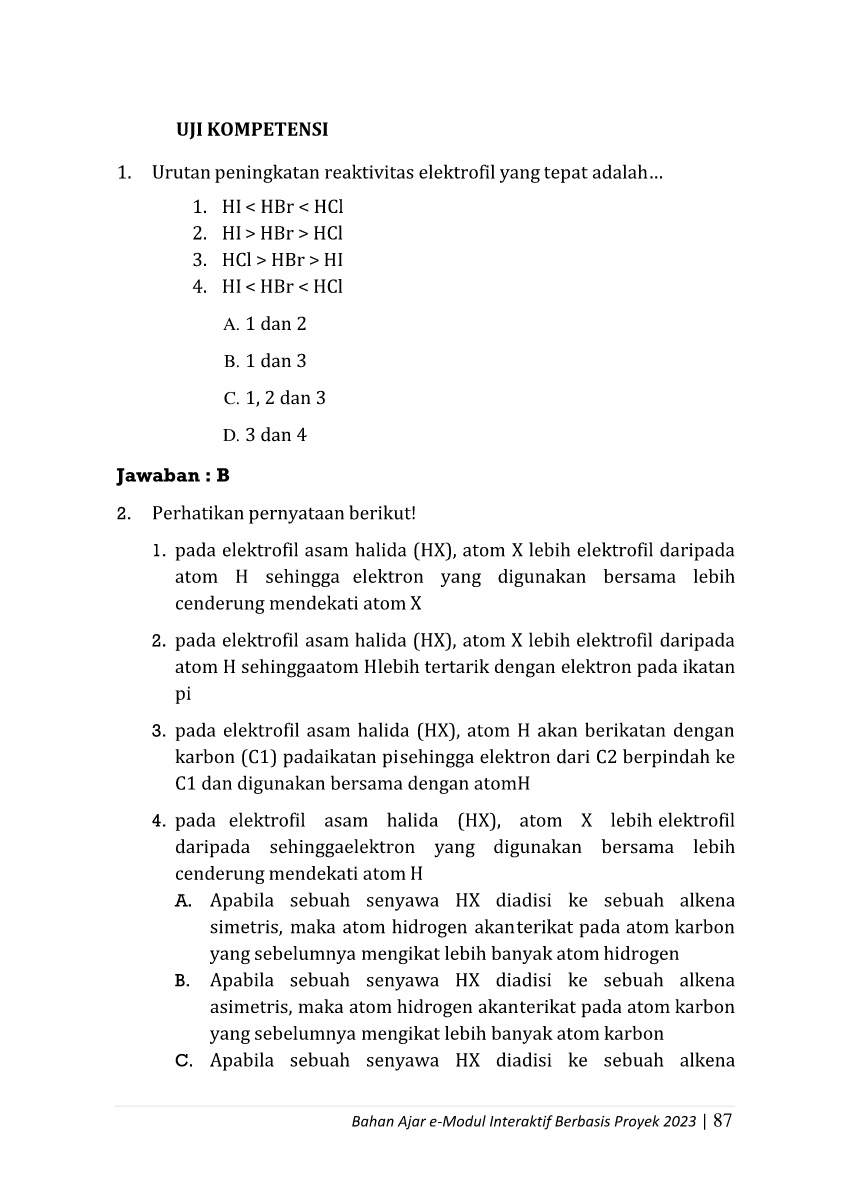 UJI KOMPETENSI
1. Urutan peningkatan reaktivitas elektrofil yang tepat adalah…
1. HI < HBr < HCl
2. HI > HBr > HCl
3. HCl > HBr > HI
4. HI < HBr < HCl
A. 1 dan 2
B. 1 dan 3
C. 1, 2 dan 3
D. 3 dan 4
Jawaban : B
2. Perhatikan pernyataan berikut!
1. pada elektrofil asam halida (HX), atom X lebih elektrofil daripada
atom H sehingga elektron yang digunakan bersama lebih
cenderung mendekati atom X
2. pada elektrofil asam halida (HX), atom X lebih elektrofil daripada
atom H sehinggaatom Hlebih tertarik dengan elektron pada ikatan
pi
3. pada elektrofil asam halida (HX), atom H akan berikatan dengan
karbon (C1) padaikatan pisehingga elektron dari C2 berpindah ke
C1 dan digunakan bersama dengan atomH
4. pada elektrofil asam halida (HX), atom X lebih elektrofil
daripada sehinggaelektron yang digunakan bersama lebih
cenderung mendekati atom H
A. Apabila sebuah senyawa HX diadisi ke sebuah alkena
simetris, maka atom hidrogen akanterikat pada atom karbon
yang sebelumnya mengikat lebih banyak atom hidrogen
B. Apabila sebuah senyawa HX diadisi ke sebuah alkena
asimetris, maka atom hidrogen akanterikat pada atom karbon
yang sebelumnya mengikat lebih banyak atom karbon
C. Apabila sebuah senyawa HX diadisi ke sebuah alkena
Bahan Ajar e-Modul Interaktif Berbasis Proyek 2023 | 87